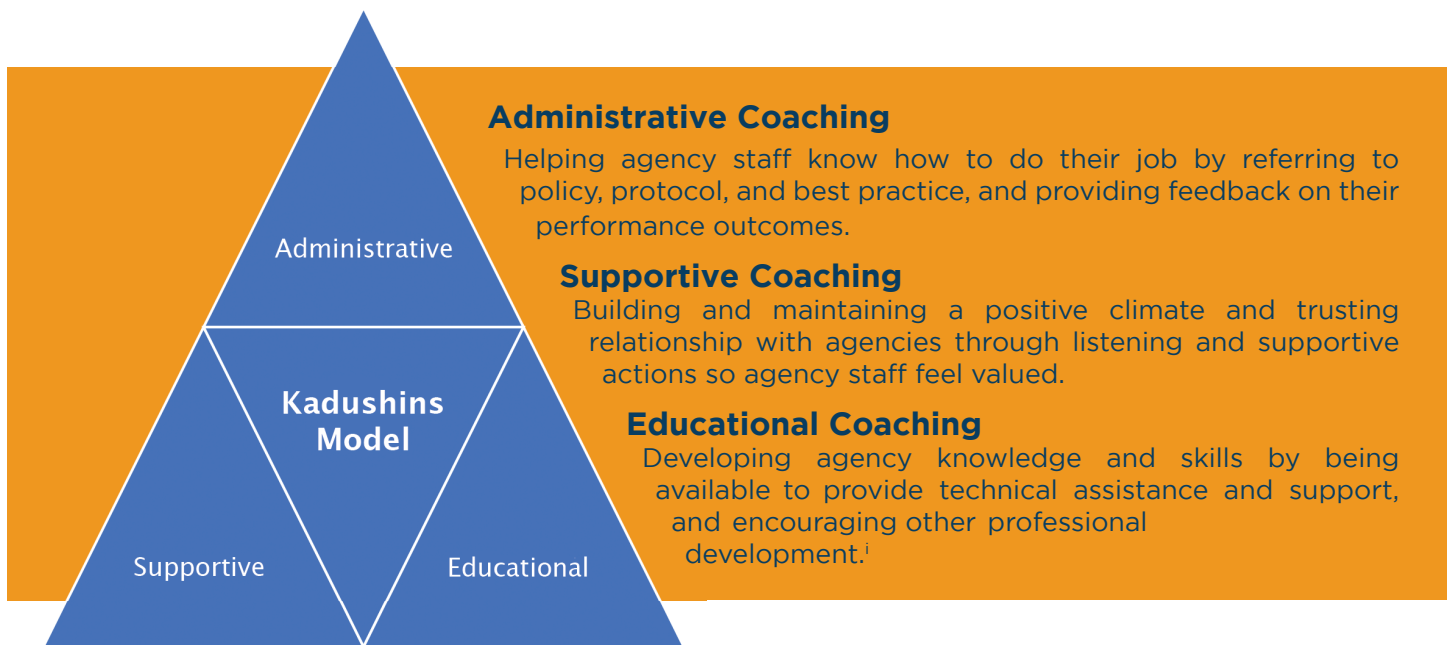 Administrative Coaching
Helping agency staff know how to do their job by referring to
policy, protocol, and best practice, and providing feedback on their
performance outcomes.
Supportive Coaching
Building and maintaining a positive climate and trusting
relationship with agencies through listening and supportive
actions so agency staff feel valued.
Educational Coaching
Developing agency knowledge and skills by being
available to provide technical assistance and support,
and encouraging other professional
development.i
Administrative
Kadushins
Model
Supportive
Educational